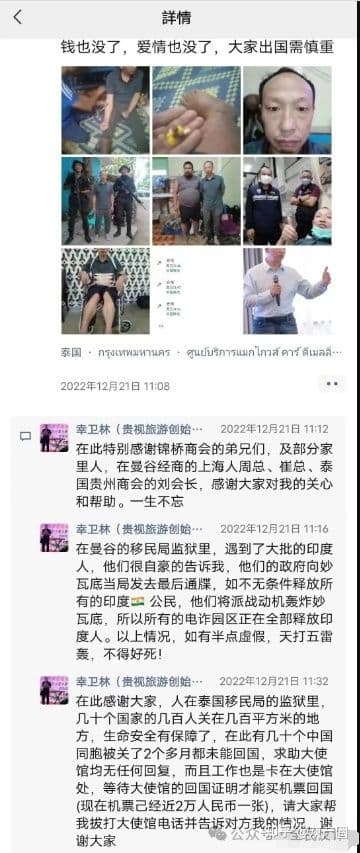 詳情
钱也没了，爱情也没了，大家出国需慎重
泰国 · กรุงเทพมหานคร · ศูนย์บริการแมกไกวส์ คาร์ ดีเมลลิ…
2022年12月21日 11:08
幸卫林（贵视旅游创始⋯ 2022年12月21日 11:12
在此特别感谢锦桥商会的弟兄们，及部分家
里人，在曼谷经商的上海人周总、崔总、泰
国贵州商会的刘会长，感谢大家对我的关心
和帮助。一生不忘
幸卫林（贵视旅游创始⋯ 2022年12月21日 11:16
在曼谷的移民局监狱里，遇到了大批的印度
人，他们很自豪的告诉我，他们的政府向妙
瓦底当局发去最后通牒，如不无条件释放所
有的印度🇮🇳 公民，他们将派战动机轰炸妙
瓦底，所以所有的电诈园区正在全部释放印
度人。以上情况，如有半点虚假，天打五雷
轰，不得好死！
幸卫林（贵视旅游创始⋯ 2022年12月21日 11:32
在此感谢大家，人在泰国移民局的监狱里，
几十个国家的几百人关在几百平方米的地
方，生命安全有保障了，在此有几十个中国
同胞被关了2个多月都未能回国，求助大使
馆均无任何回复，而且工作也是卡在大使馆
处，等待大使馆的回国证明才能买机票回国
(现在机票己经近2万人民币一张)，请大家帮
我拔打大使馆电话并告诉对方我的情况，谢
谢大家
公众号